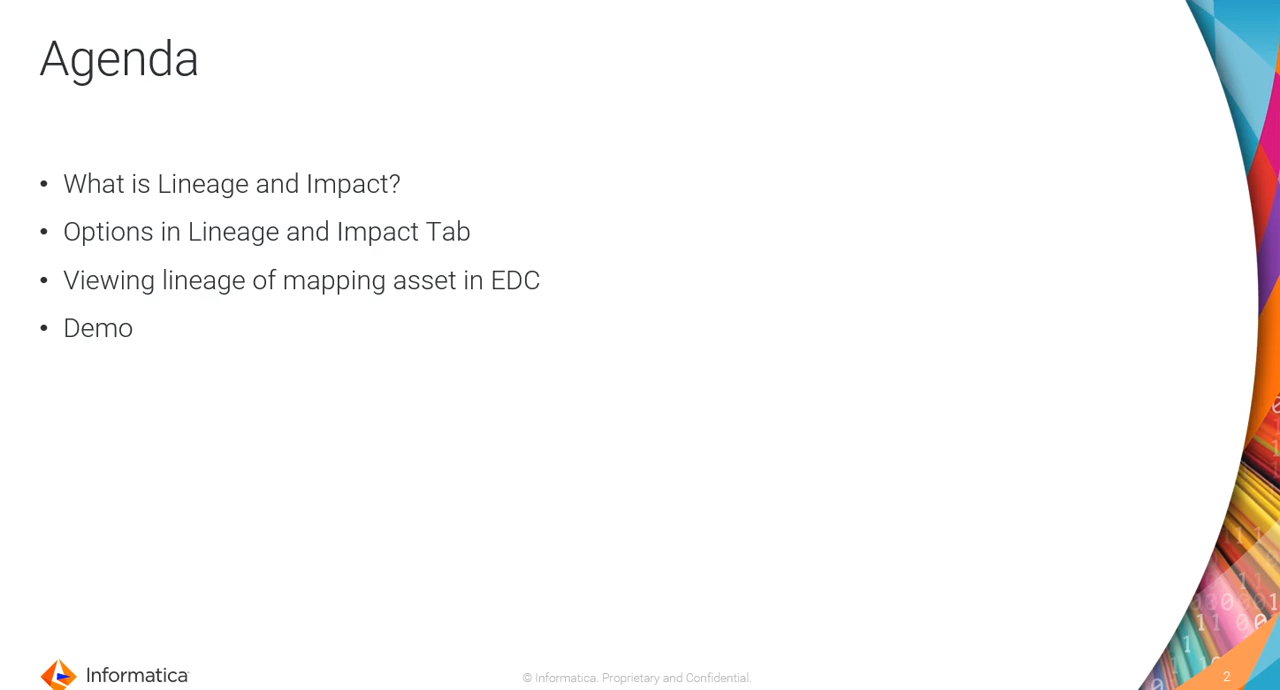 Agenda
• What is Lineage and Impact?
• Options in Lineage and Impact Tab
• Viewing lineage of mapping asset in EDC
• Demo
Informatica
© Informatica. Proprietary and Confidential.
2